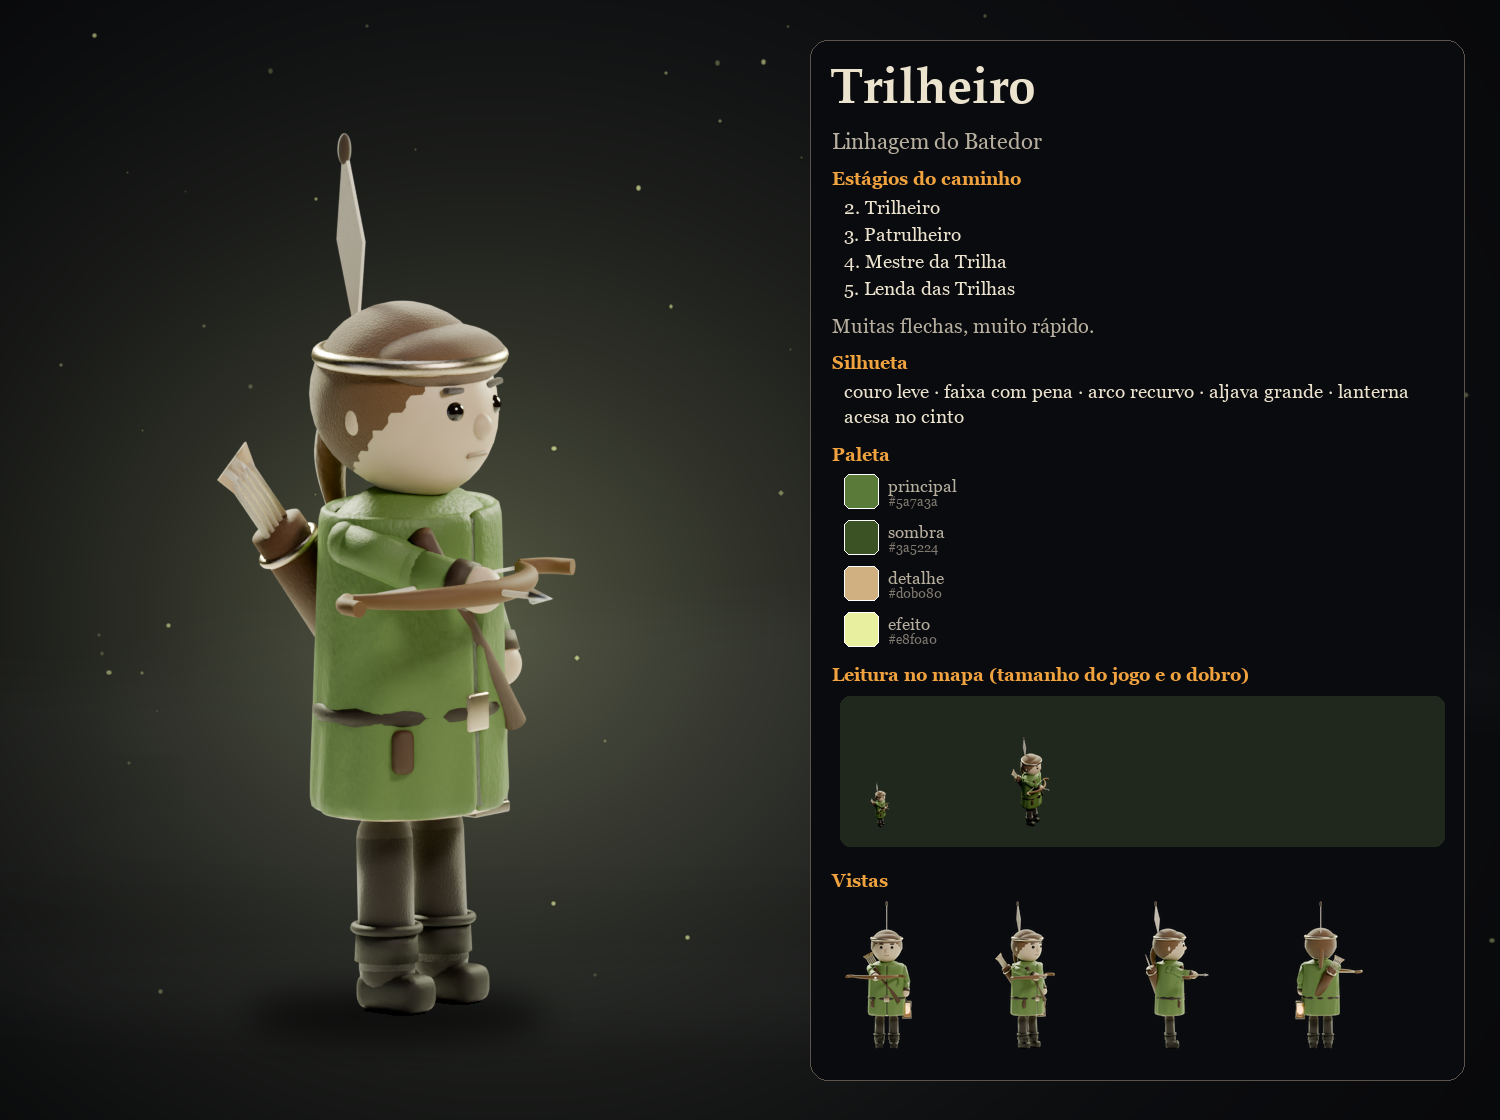 Trilheiro
Linhagem do Batedor
Estágios do caminho
2. Trilheiro
3. Patrulheiro
4. Mestre da Trilha
5. Lenda das Trilhas
Muitas flechas, muito rápido.
Silhueta
couro leve · faixa com pena · arco recurvo · aljava grande · lanterna
acesa no cinto
Paleta
principal
#5a7a3a
sombra
#3a5224
detalhe
#d0b080
efeito
#e8f0a0
Leitura no mapa (tamanho do jogo e o dobro)
Vistas